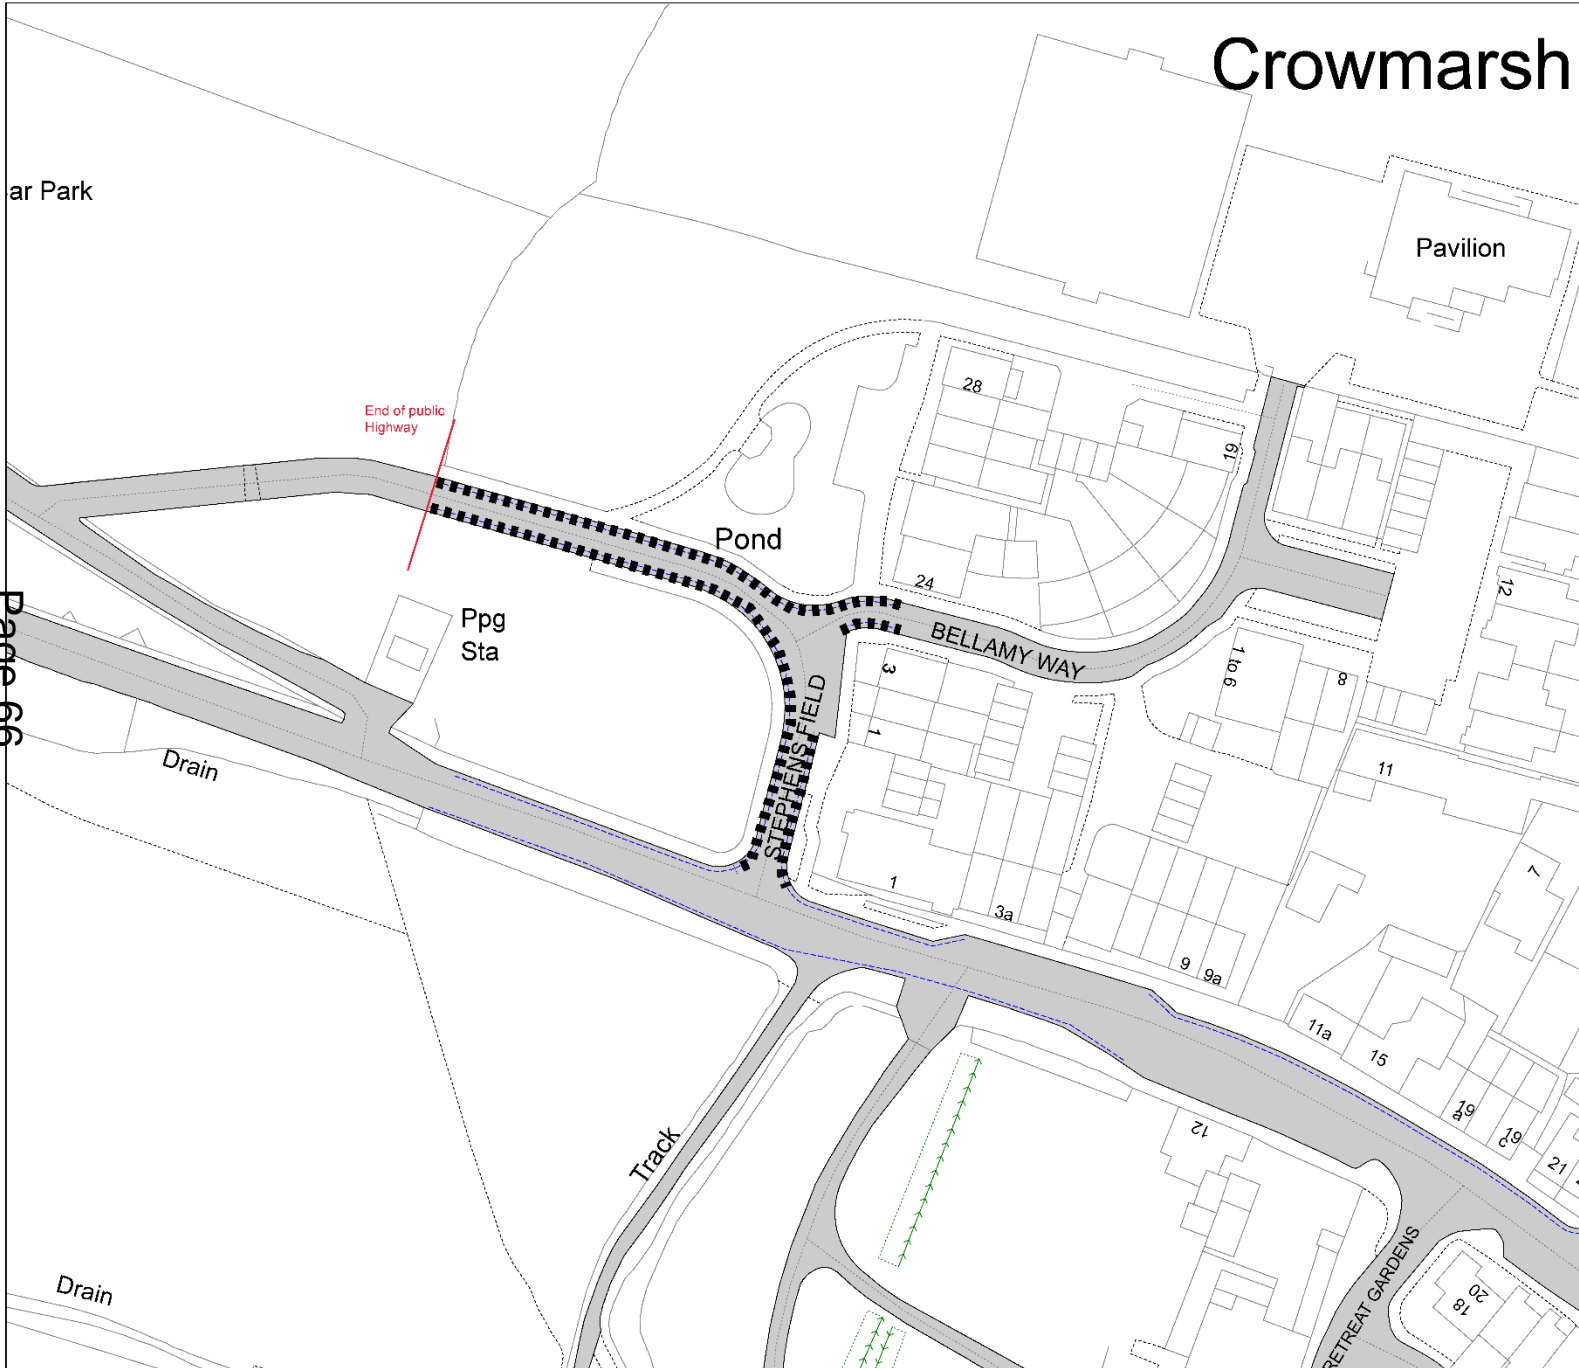 Crowmarsh
ar Park
Pavilion
End of public
Highway
28
19
Pond
24
12
Ppg
Sta
BELLAMY WAY
3
1 to 6
8
Page 66
STEPHENS FIELD
1
Drain
11
7
1
3a
9
9a
11a
15
19
a
19
c
21
Track
12
Drain
RETREAT GARDENS
20
18